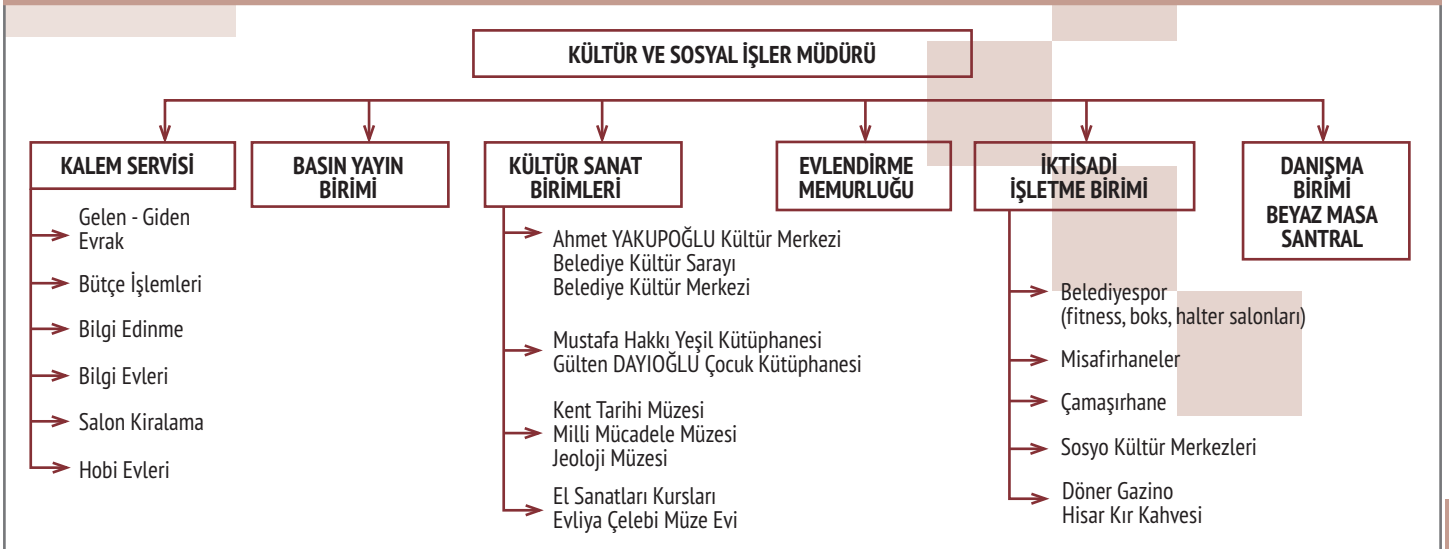 KÜLTÜR VE SOSYAL İŞLER MÜDÜRÜ
KALEM SERVİSİ
Gelen - Giden
Evrak
Bütçe İşlemleri
Bilgi Edinme
Bilgi Evleri
Salon Kiralama
Hobi Evleri
BASIN YAYIN
BİRİMİ
KÜLTÜR SANAT
BİRİMLERİ
Ahmet YAKUPOĞLU Kültür Merkezi
Belediye Kültür Sarayı
Belediye Kültür Merkezi
Mustafa Hakkı Yeşil Kütüphanesi
Gülten DAYIOĞLU Çocuk Kütüphanesi
Kent Tarihi Müzesi
Milli Mücadele Müzesi
Jeoloji Müzesi
El Sanatları Kursları
Evliya Çelebi Müze Evi
EVLENDİRME
MEMURLUĞU
İKTİSADİ
İŞLETME BİRİMİ
Belediyespor
(fitness, boks, halter salonları)
Misafirhaneler
Çamaşırhane
Sosyo Kültür Merkezleri
Döner Gazino
Hisar Kır Kahvesi
DANIŞMA
BİRİMİ
BEYAZ MASA
SANTRAL